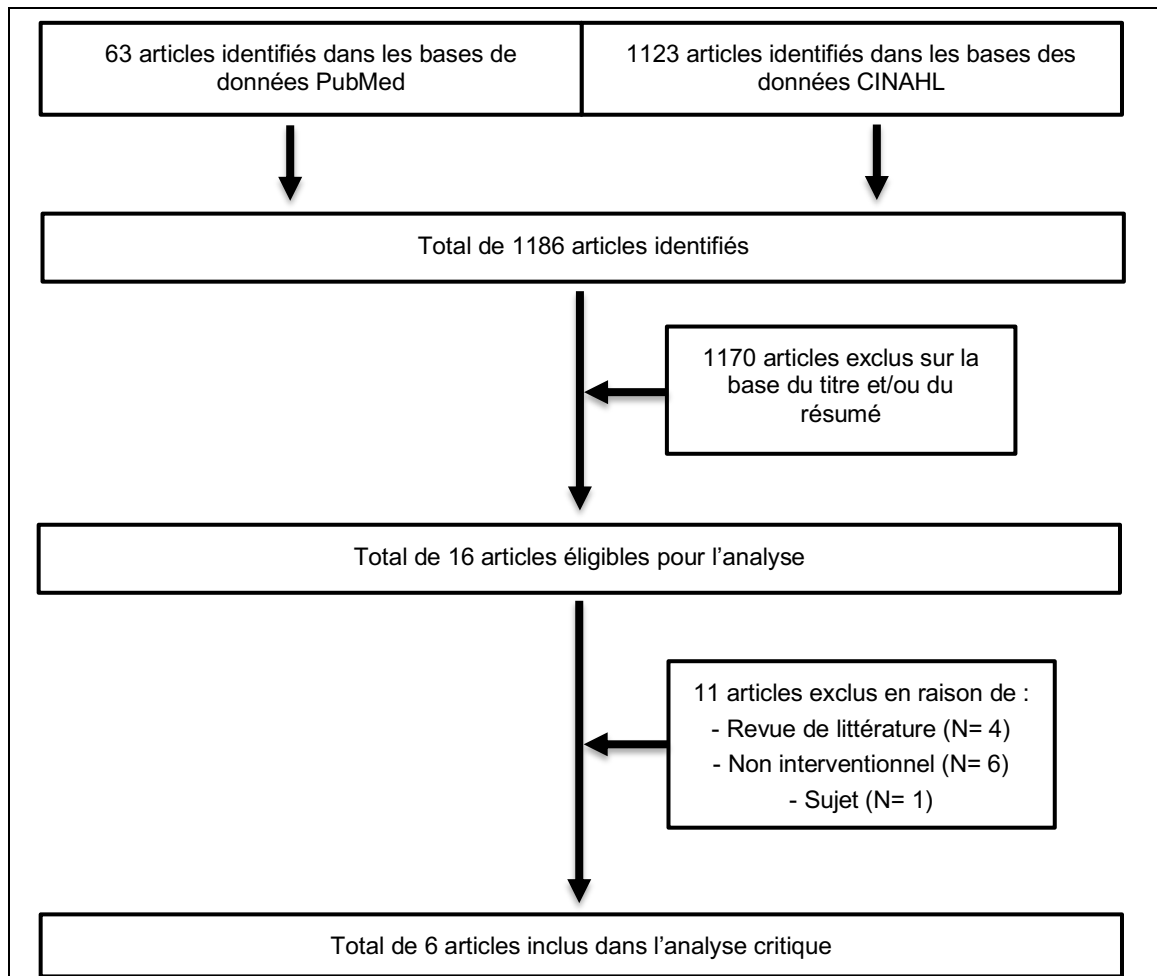 63 articles identifiés dans les bases de
données PubMed
1123 articles identifiés dans les bases des
données CINAHL
Total de 1186 articles identifiés
1170 articles exclus sur la
base du titre et/ou du
résumé
Total de 16 articles éligibles pour l’analyse
11 articles exclus en raison de :
- Revue de littérature (N= 4)
- Non interventionnel (N= 6)
- Sujet (N= 1)
Total de 6 articles inclus dans l’analyse critique